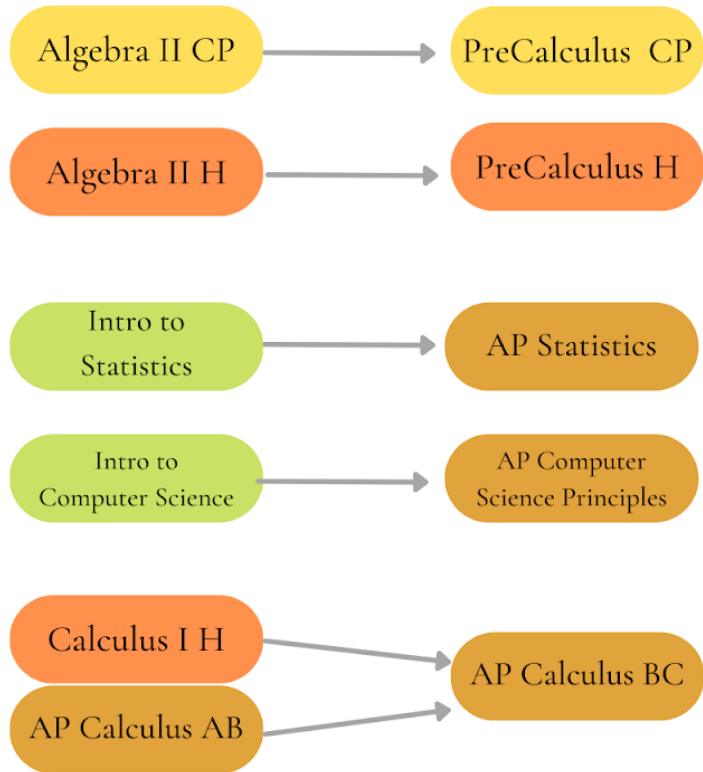 Algebra II CP
PreCalculus CP
Algebra II H
PreCalculus H
Intro to
Statistics
AP Statistics
Intro to
Computer Science
AP Computer
Science Principles
Calculus I H
AP Calculus AB
AP Calculus BC